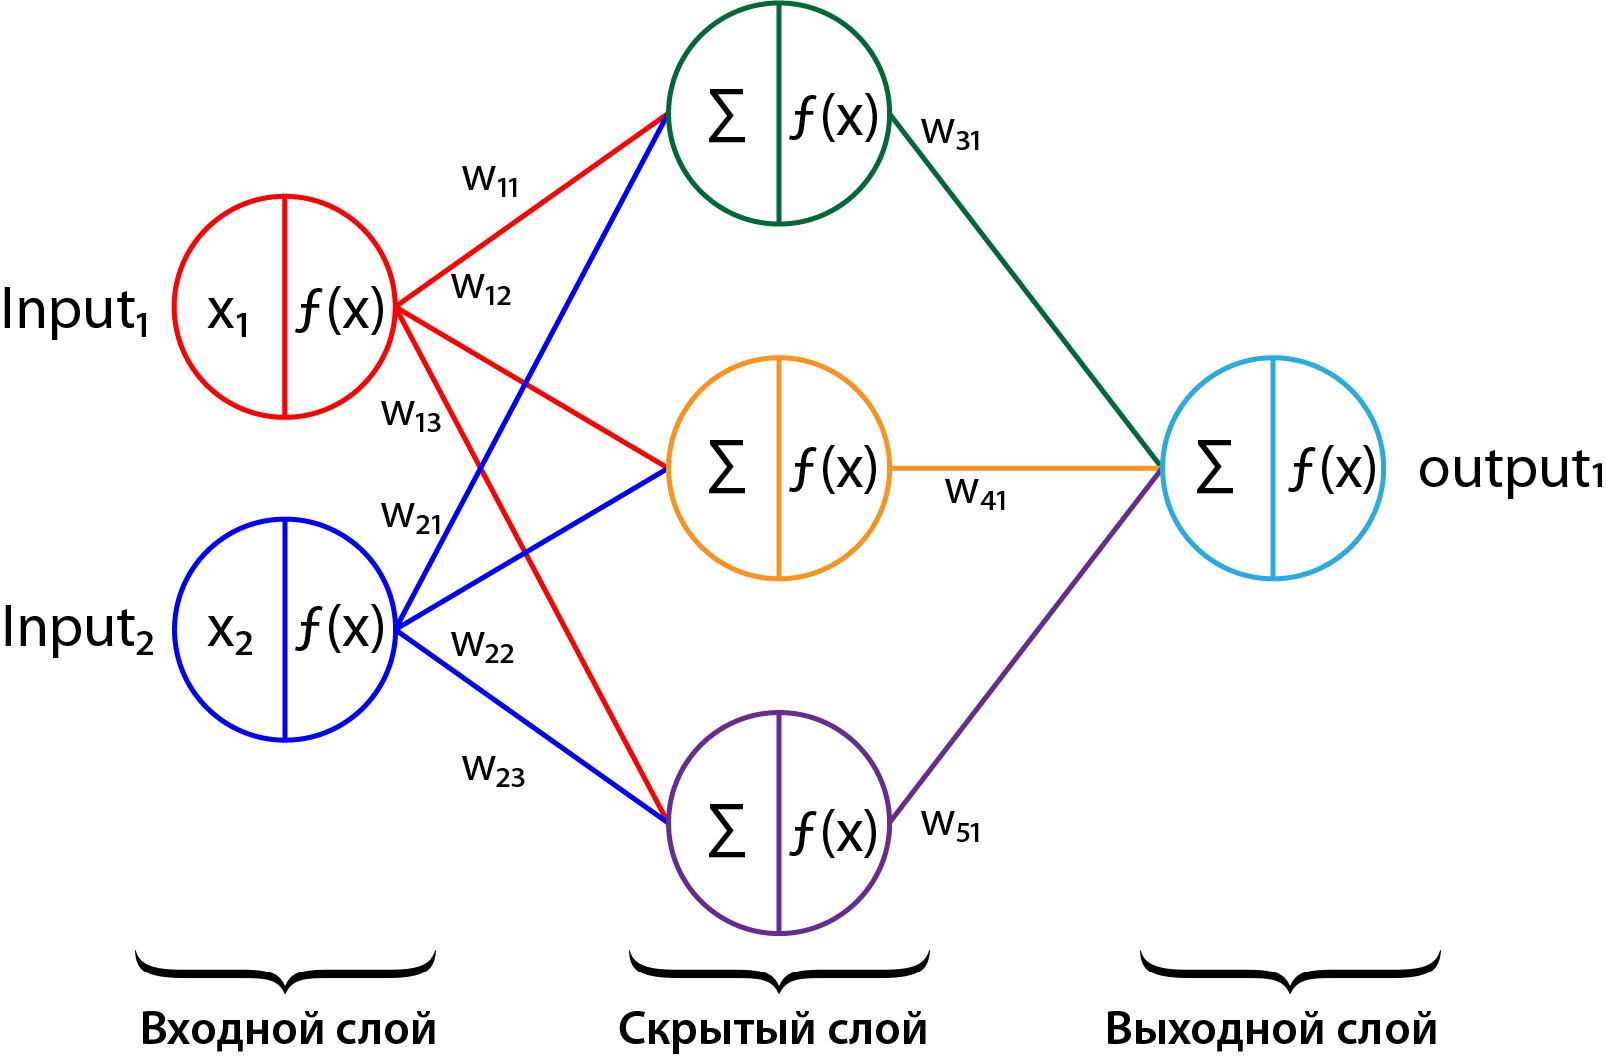 Σ f(x)
w₃₁
w₁₁
w₁₂
Input₁ x₁ f(x)
w₁₃
Σ f(x)
w₄₁
Σ f(x) output₁
w₂₁
Input₂ x₂ f(x)
w₂₂
w₂₃
Σ f(x)
w₅₁
Входной слой
Скрытый слой
Выходной слой